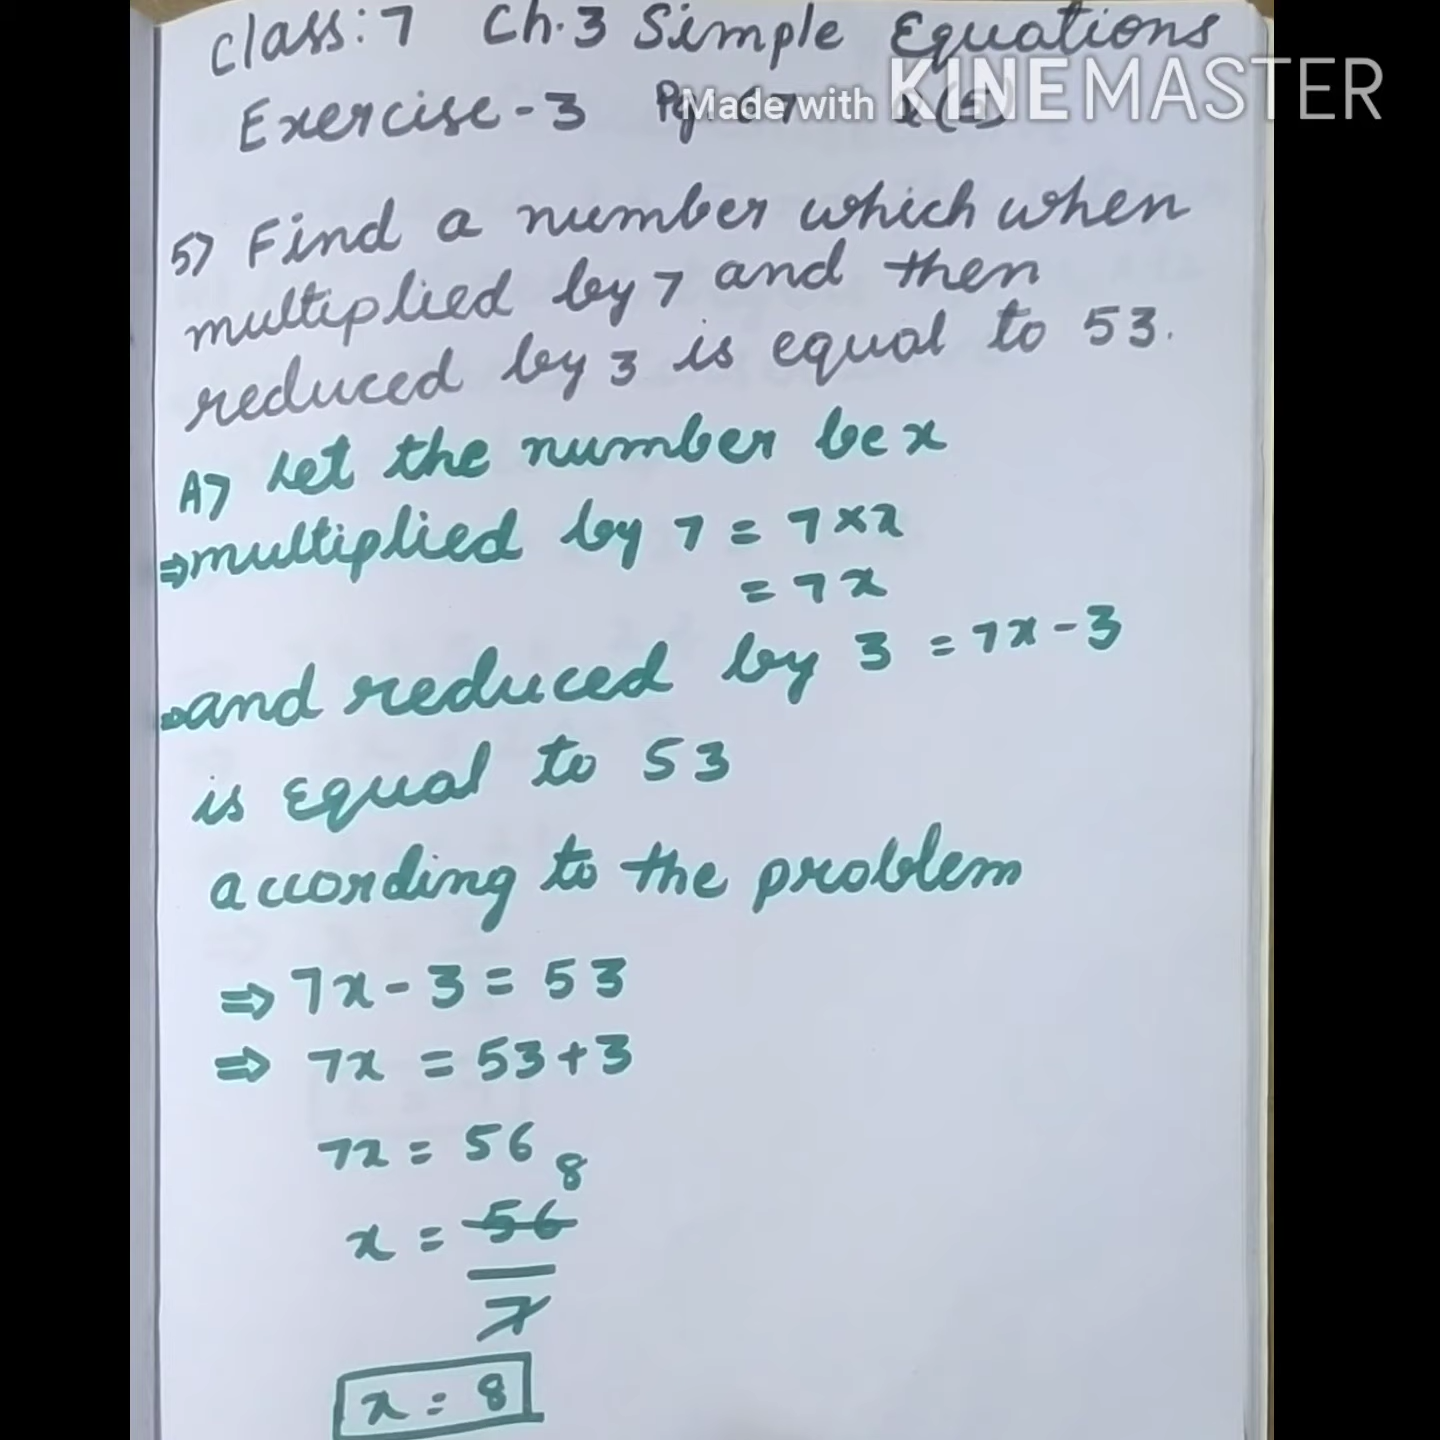 Class: 7 Ch.3 Simple Equations
Exercise-3 Pg.
Made with KINEMASTER
5) Find a number which when
multiplied by 7 and then
reduced by 3 is equal to 53.
A) Let the number be x
⇒ multiplied by 7 = 7×x
= 7x
⇒ and reduced by 3 = 7x-3
is Equal to 53
according to the problem
⇒ 7x-3 = 53
⇒ 7x = 53+3
7x = 56
8
x = 56
7
x = 8